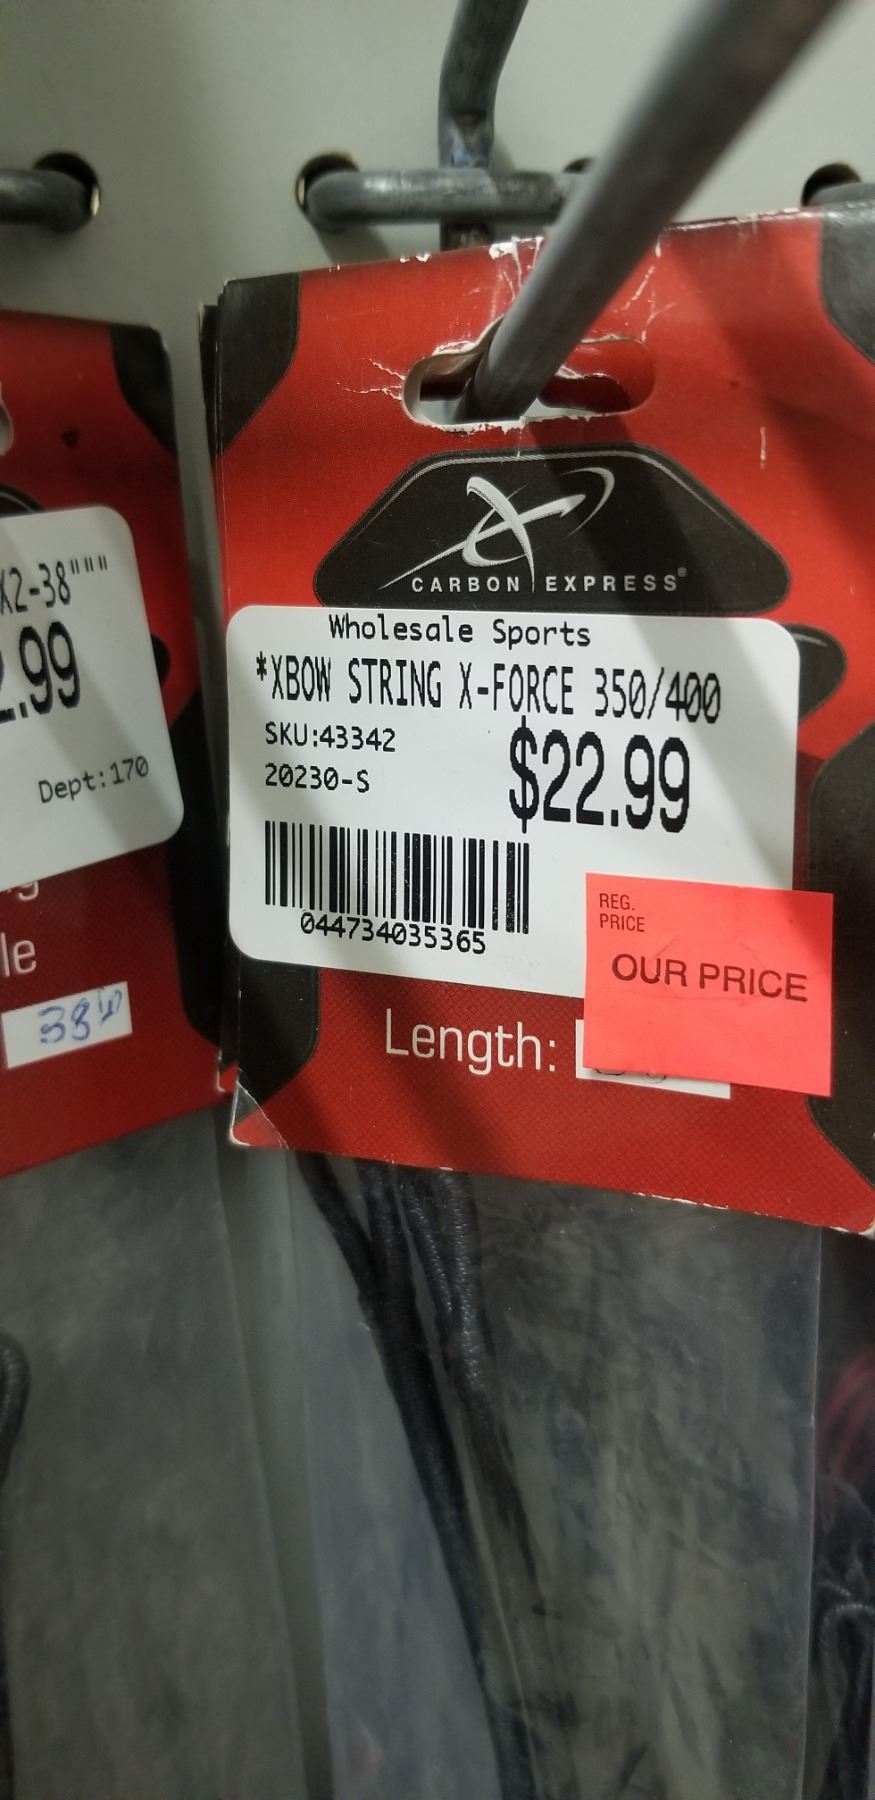 X2-38"""
.99
Dept:170
le
38"
CARBON EXPRESS®
Wholesale Sports
*XBOW STRING X-FORCE 350/400
SKU:43342
$22.99
20230-S
044734035365
REG.
PRICE
OUR PRICE
Length: